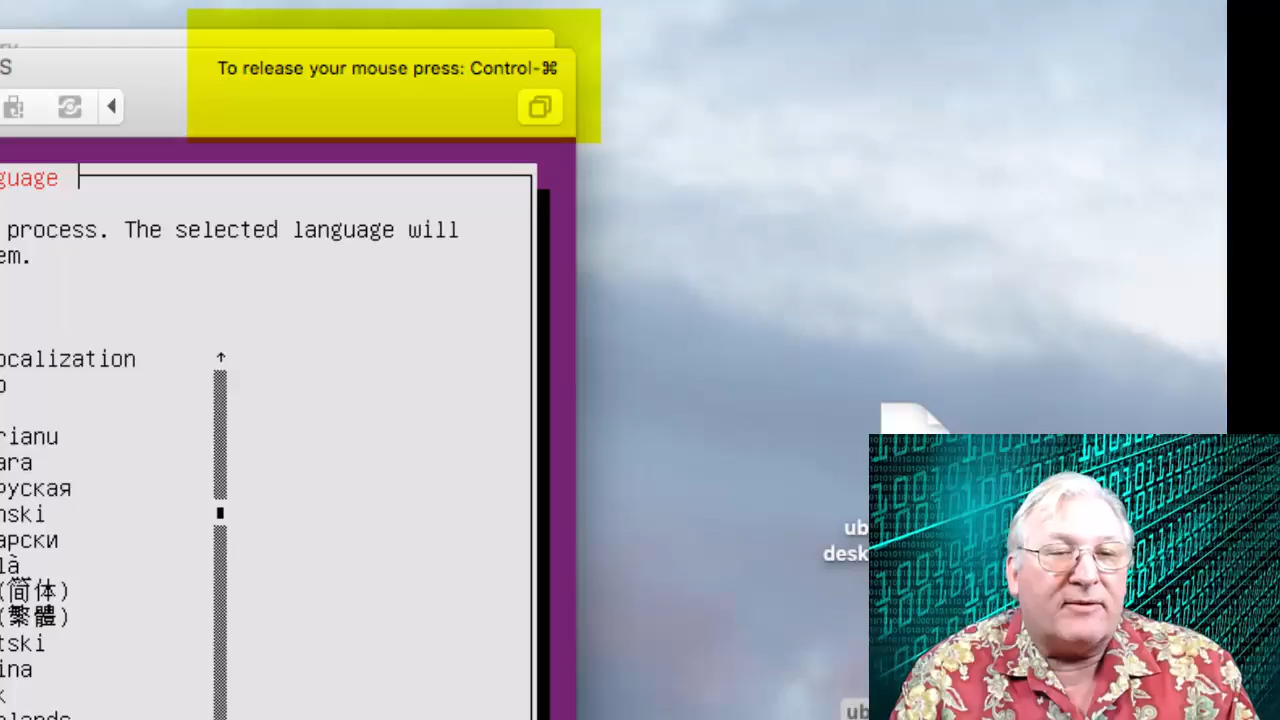 S
To release your mouse press: Control-⌘
guage
process. The selected language will
em.
ocalization ↑
o
rianu
ara
руская
nski
арски
là
(简体)
(繁體)
tski
ina
k
ub
desk
ub